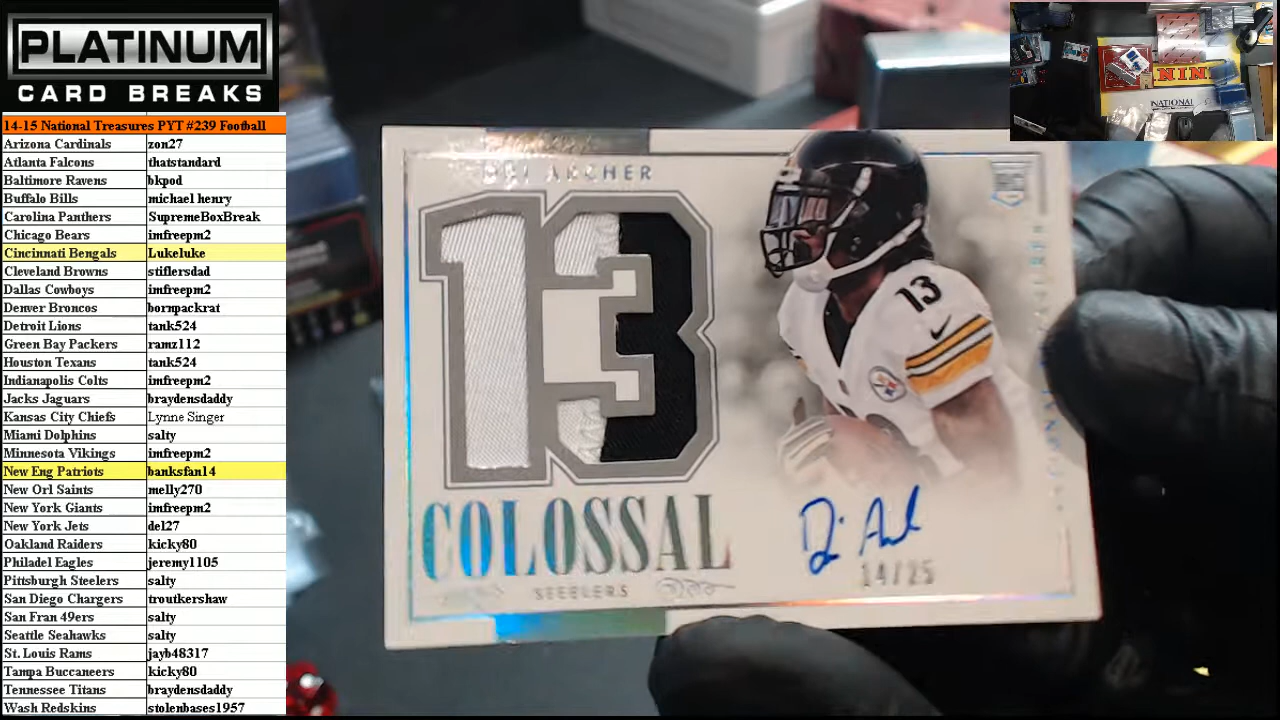 PLATINUM
CARD BREAKS
14-15 National Treasures PYT #239 Football
Arizona Cardinals zon27
Atlanta Falcons thatstandard
Baltimore Ravens bkpod
Buffalo Bills michael henry
Carolina Panthers SupremeBoxBreak
Chicago Bears imfreepm2
Cincinnati Bengals Lukeluke
Cleveland Browns stiflersdad
Dallas Cowboys imfreepm2
Denver Broncos bornpackrat
Detroit Lions tank524
Green Bay Packers ramz112
Houston Texans tank524
Indianapolis Colts imfreepm2
Jacks Jaguars braydensdaddy
Kansas City Chiefs Lynne Singer
Miami Dolphins salty
Minnesota Vikings imfreepm2
New Eng Patriots banksfan14
New Orl Saints melly270
New York Giants imfreepm2
New York Jets del27
Oakland Raiders kicky80
Philadel Eagles jeremy1105
Pittsburgh Steelers salty
San Diego Chargers troutkershaw
San Fran 49ers salty
Seattle Seahawks salty
St. Louis Rams jayb48317
Tampa Buccaneers kicky80
Tennessee Titans braydensdaddy
Wash Redskins stolenbases1957
DRI ARCHER
13
COLOSSAL
STEELERS
13
14/25
NATIONAL